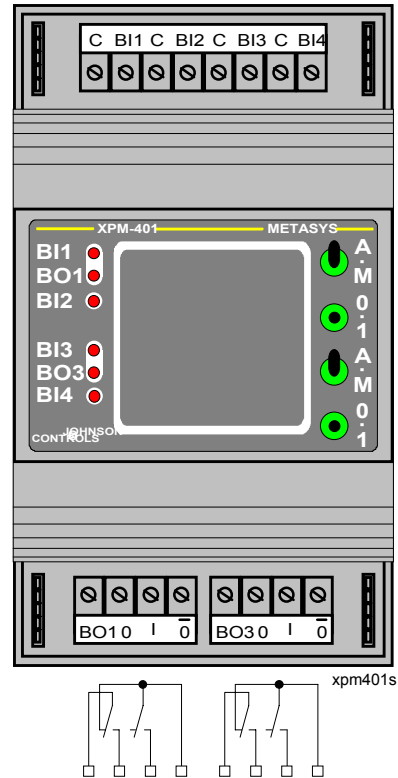 C BI1 C BI2 C BI3 C BI4
XPM-401 METASYS
BI1
BO1
BI2
BI3
BO3
BI4
A
M
0
1
A
M
0
1
JOHNSON
CONTROLS
BO1 0 I 0̅
BO3 0 I 0̅
xpm401s